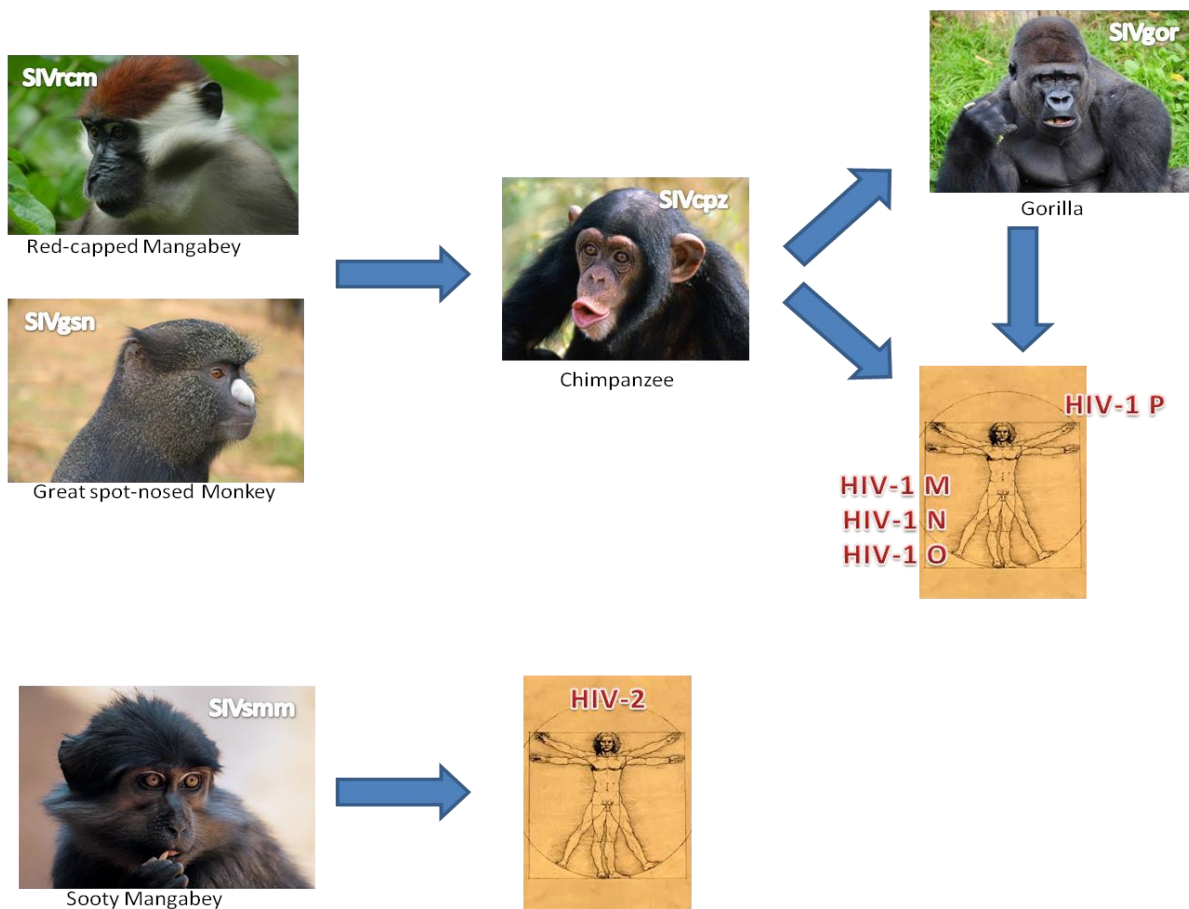 SIVrcm
Red-capped Mangabey
SIVgsn
Great spot-nosed Monkey
SIVcpz
Chimpanzee
SIVgor
Gorilla
HIV-1 P
HIV-1 M
HIV-1 N
HIV-1 O
SIVsmm
Sooty Mangabey
HIV-2